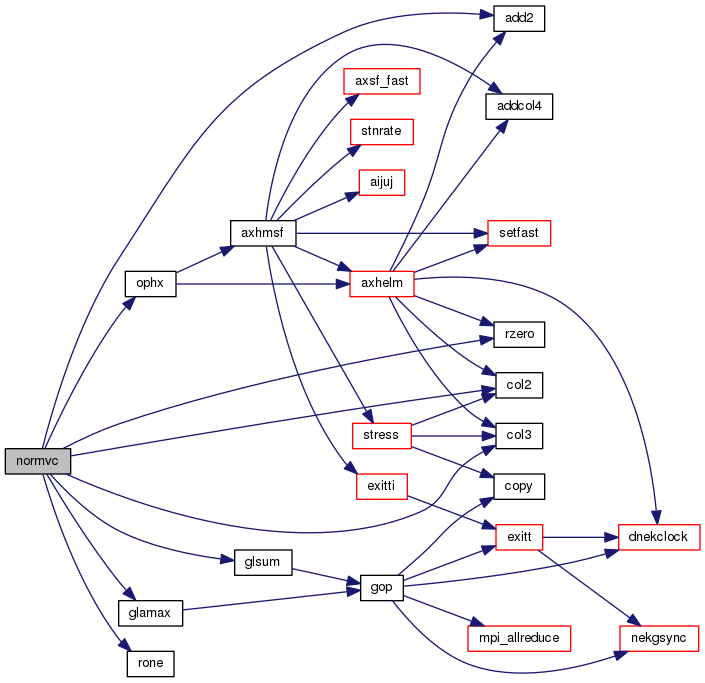 add2
axsf_fast
addcol4
stnrate
aijuj
axhmsf
setfast
ophx
axhelm
rzero
col2
stress
col3
normvc
exitti
copy
exitt
dnekclock
glsum
gop
glamax
mpi_allreduce
nekgsync
rone